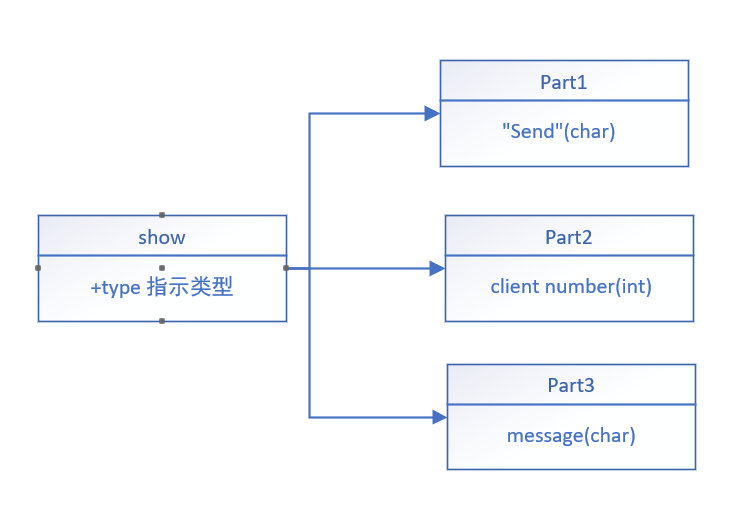 show
+type 指示类型
Part1
"Send"(char)
Part2
client number(int)
Part3
message(char)